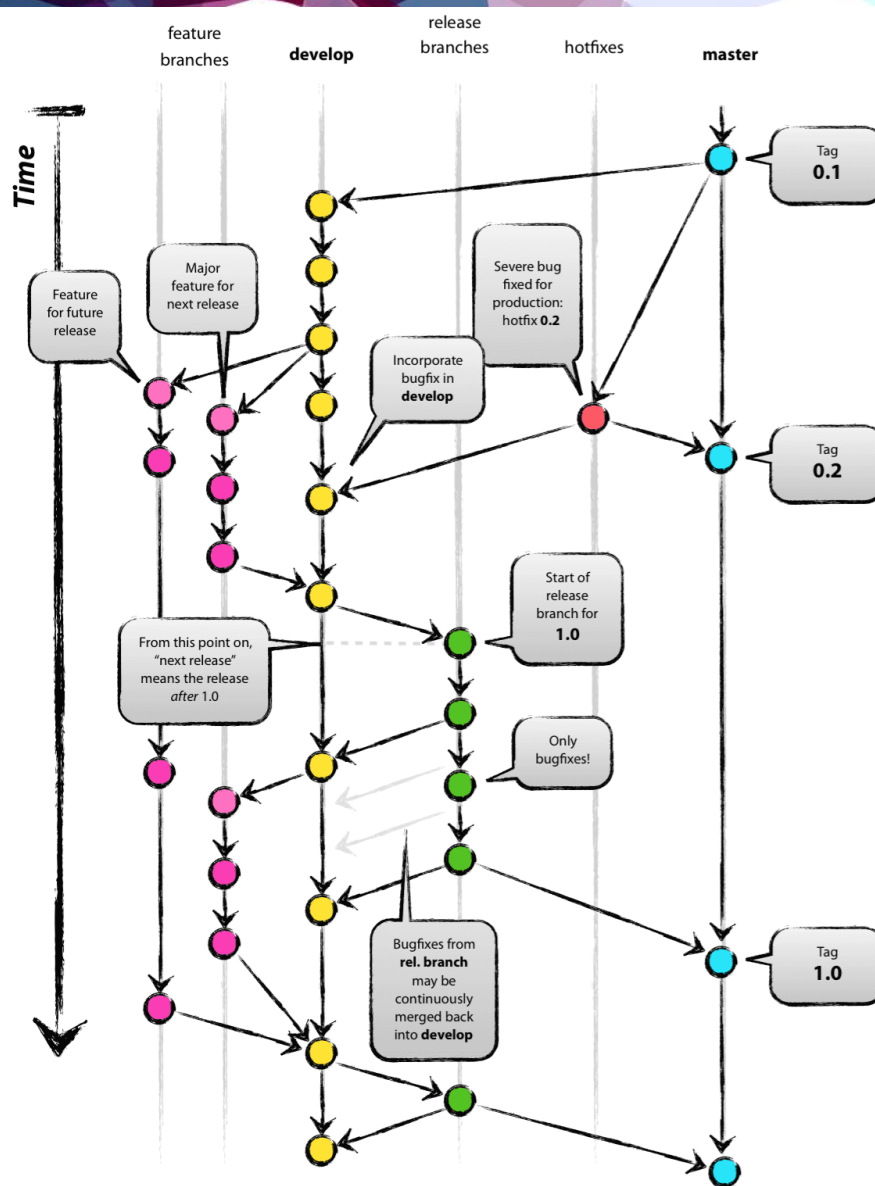 feature
branches
develop
release
branches
hotfixes
master
Time
Tag
0.1
Feature
for future
release
Major
feature for
next release
Severe bug
fixed for
production:
hotfix 0.2
Incorporate
bugfix in
develop
Tag
0.2
Start of
release
branch for
1.0
From this point on,
“next release”
means the release
after 1.0
Only
bugfixes!
Bugfixes from
rel. branch
may be
continuously
merged back
into develop
Tag
1.0